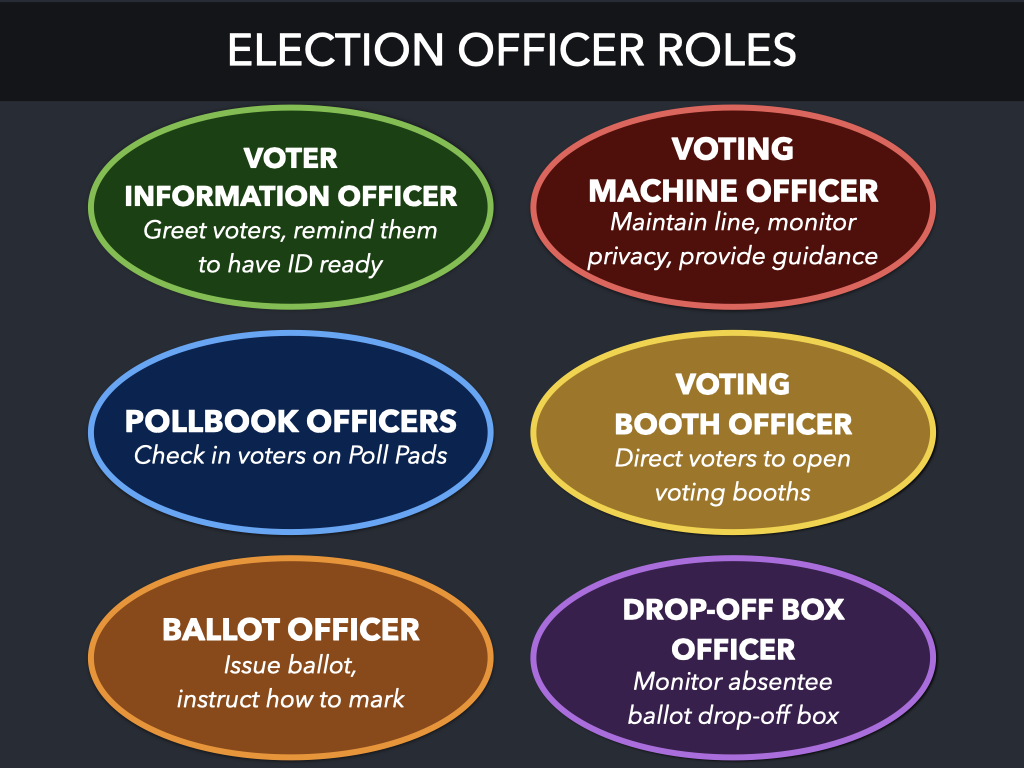 ELECTION OFFICER ROLES
VOTER
INFORMATION OFFICER
Greet voters, remind them
to have ID ready
VOTING
MACHINE OFFICER
Maintain line, monitor
privacy, provide guidance
POLLBOOK OFFICERS
Check in voters on Poll Pads
VOTING
BOOTH OFFICER
Direct voters to open
voting booths
BALLOT OFFICER
Issue ballot,
instruct how to mark
DROP-OFF BOX
OFFICER
Monitor absentee
ballot drop-off box